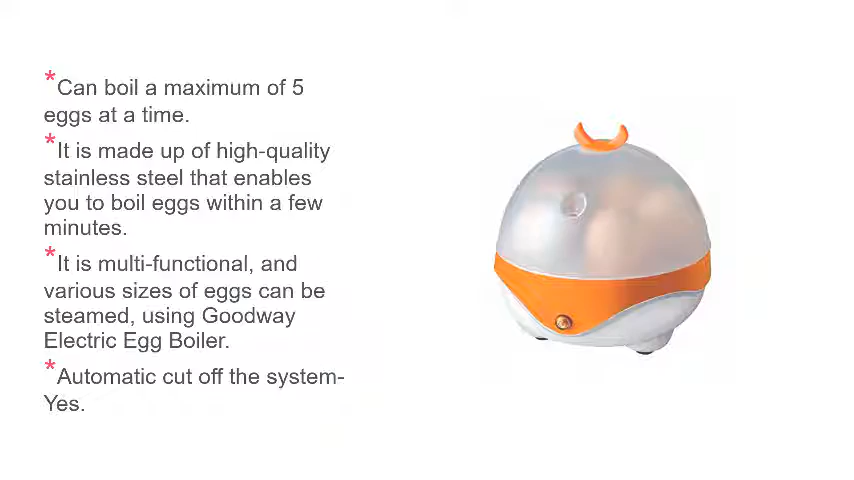 *Can boil a maximum of 5
eggs at a time.
*It is made up of high-quality
stainless steel that enables
you to boil eggs within a few
minutes.
*It is multi-functional, and
various sizes of eggs can be
steamed, using Goodway
Electric Egg Boiler.
*Automatic cut off the system-
Yes.